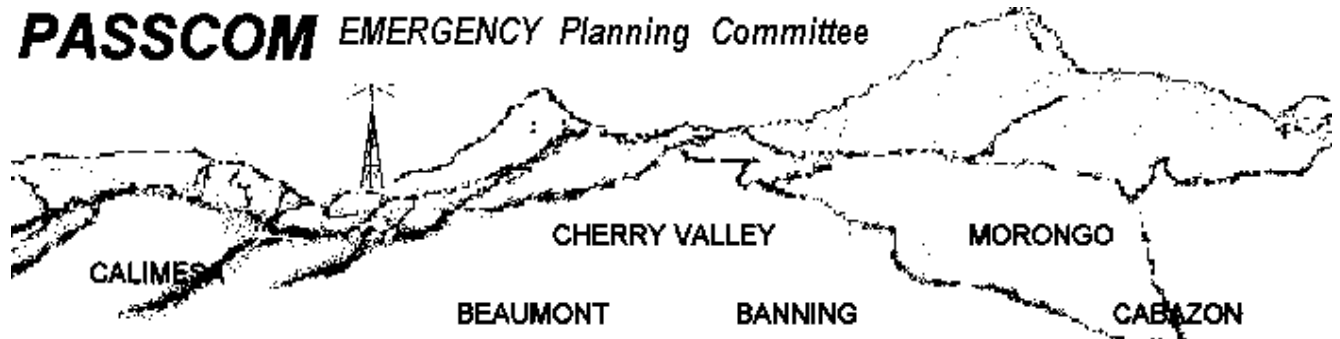 PASSCOM EMERGENCY Planning Committee
CHERRY VALLEY MORONGO
CALIMESA
BEAUMONT BANNING CABAZON